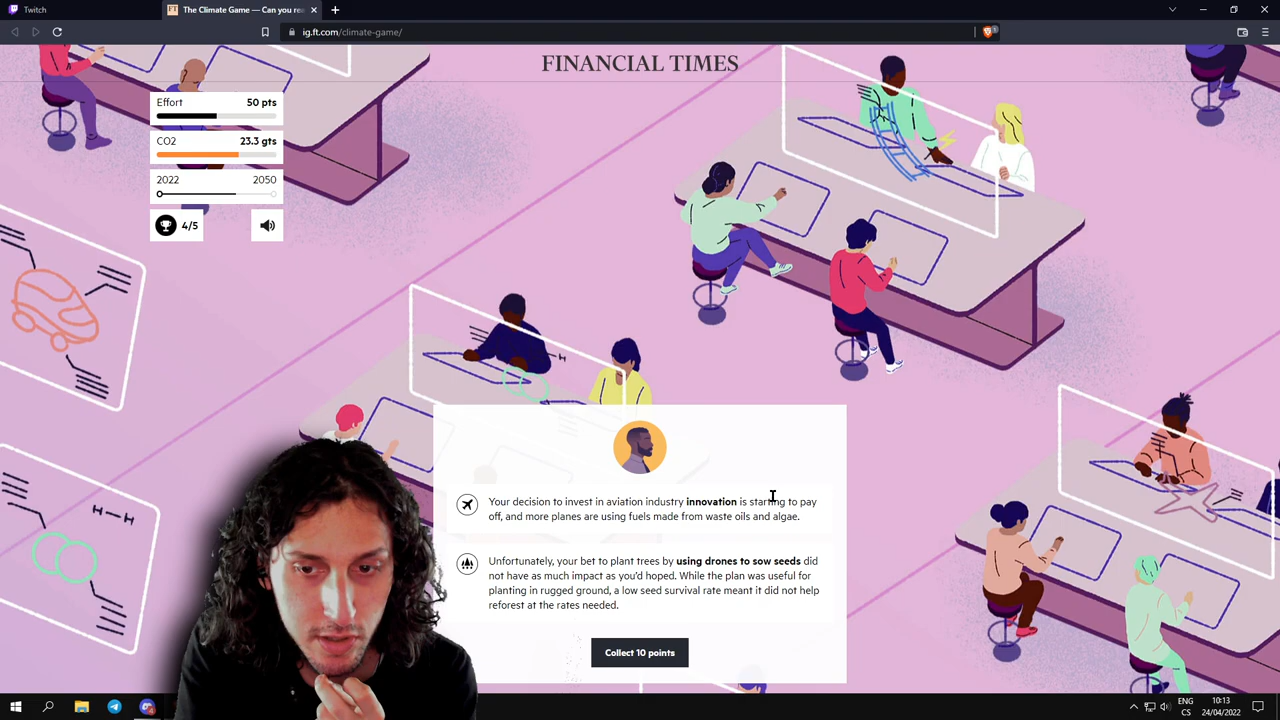 Twitch
The Climate Game — Can you rea
ig.ft.com/climate-game/
FINANCIAL TIMES
Effort 50 pts
CO2 23.3 gts
2022 2050
4/5
H-H
H
Your decision to invest in aviation industry innovation is starting to pay
off, and more planes are using fuels made from waste oils and algae.
Unfortunately, your bet to plant trees by using drones to sow seeds did
not have as much impact as you'd hoped. While the plan was useful for
planting in rugged ground, a low seed survival rate meant it did not help
reforest at the rates needed.
Collect 10 points
ENG
CS
10:13
24/04/2022